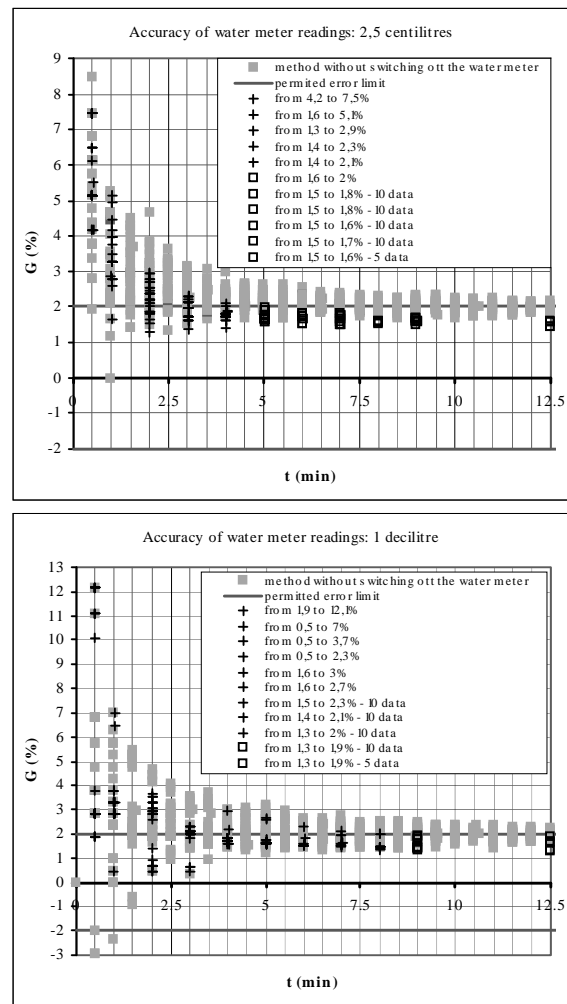 Accuracy of water meter readings: 2,5 centilitres
9
8
7
6
5
4
3
2
1
0
-1
-2
G (%)
method without switching ott the water meter
permited error limit
from 4,2 to 7,5%
from 1,6 to 5,1%
from 1,3 to 2,9%
from 1,4 to 2,3%
from 1,4 to 2,1%
from 1,6 to 2%
from 1,5 to 1,8% - 10 data
from 1,5 to 1,8% - 10 data
from 1,5 to 1,6% - 10 data
from 1,5 to 1,7% - 10 data
from 1,5 to 1,6% - 5 data
0 2.5 5 7.5 10 12.5
t (min)
Accuracy of water meter readings: 1 decilitre
13
12
11
10
9
8
7
6
5
4
3
2
1
0
-1
-2
-3
G (%)
method without switching ott the water meter
permitted error limit
from 1,9 to 12,1%
from 0,5 to 7%
from 0,5 to 3,7%
from 0,5 to 2,3%
from 1,6 to 3%
from 1,6 to 2,7%
from 1,5 to 2,3% - 10 data
from 1,4 to 2,1% - 10 data
from 1,3 to 2% - 10 data
from 1,3 to 1,9% - 10 data
from 1,3 to 1,9% - 5 data
0 2.5 5 7.5 10 12.5
t (min)